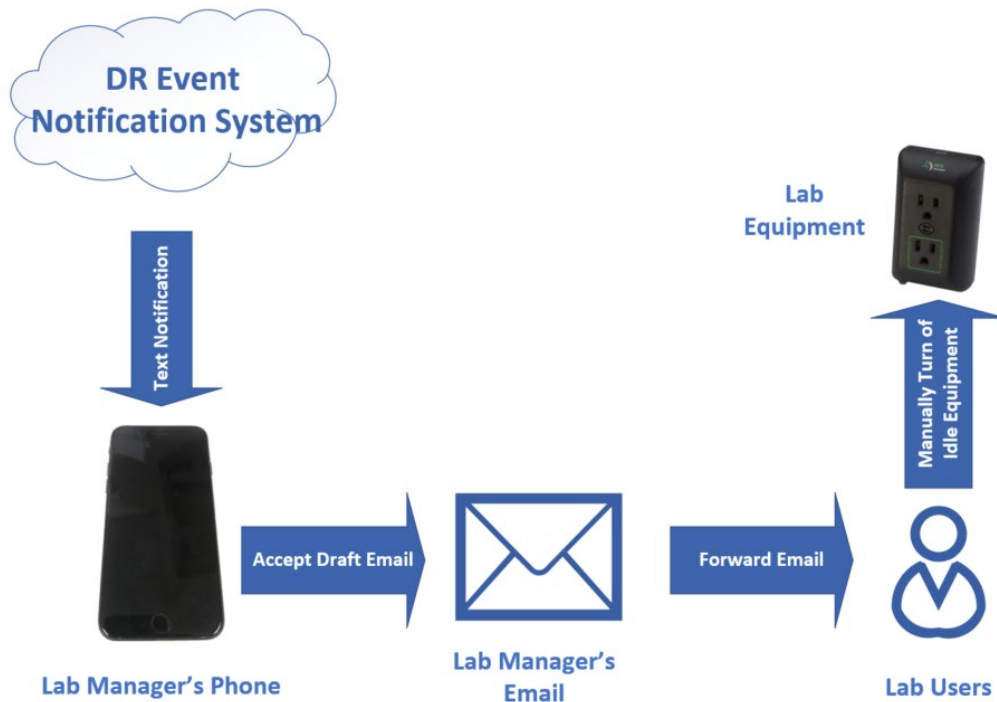 DR Event
Notification System
Text Notification
Lab Manager's Phone
Accept Draft Email
Lab Manager's
Email
Forward Email
Lab Users
Manually Turn of
Idle Equipment
Lab
Equipment